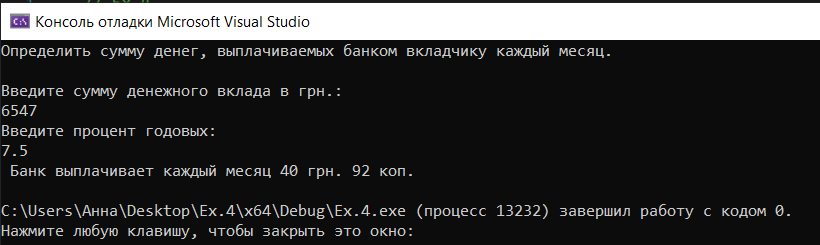 Консоль отладки Microsoft Visual Studio
Определить сумму денег, выплачиваемых банком вкладчику каждый месяц.
Введите сумму денежного вклада в грн.:
6547
Введите процент годовых:
7.5
Банк выплачивает каждый месяц 40 грн. 92 коп.
C:\Users\Анна\Desktop\Ex.4\x64\Debug\Ex.4.exe (процесс 13232) завершил работу с кодом 0.
Нажмите любую клавишу, чтобы закрыть это окно: